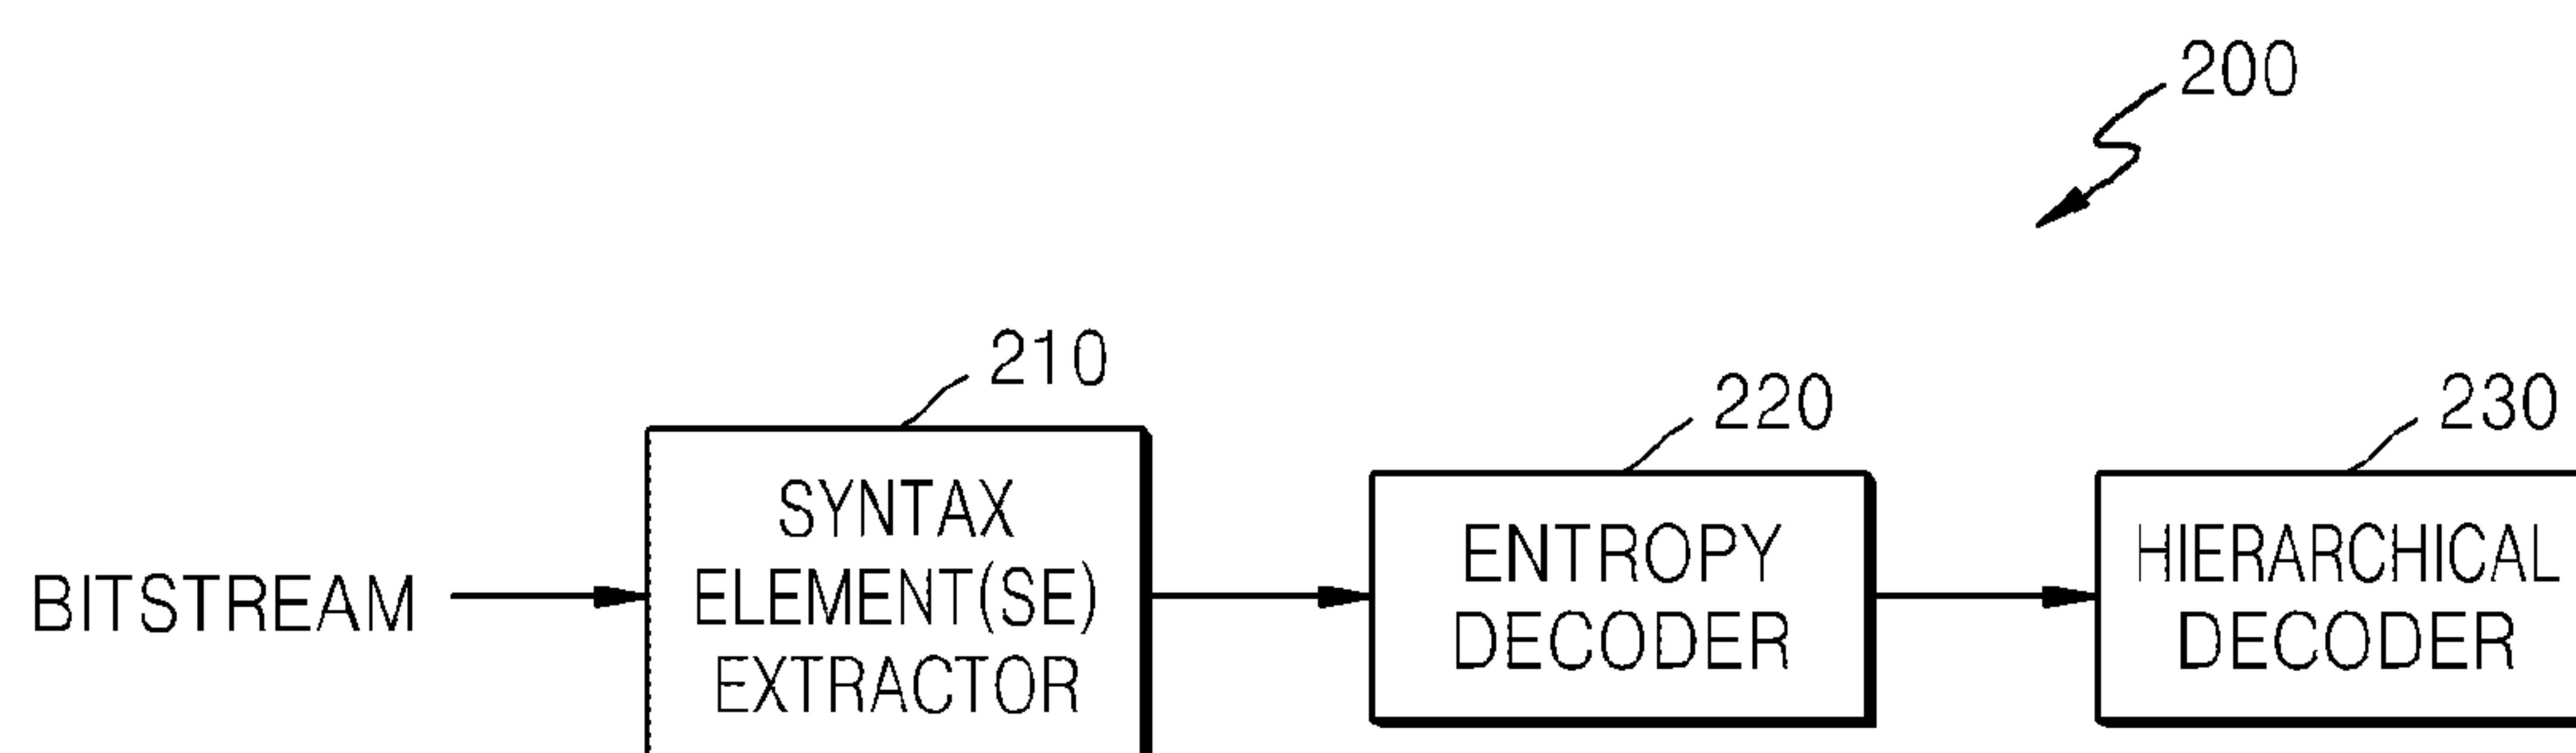 200
210
220
230
BITSTREAM
SYNTAX
ELEMENT(SE)
EXTRACTOR
ENTROPY
DECODER
HIERARCHICAL
DECODER